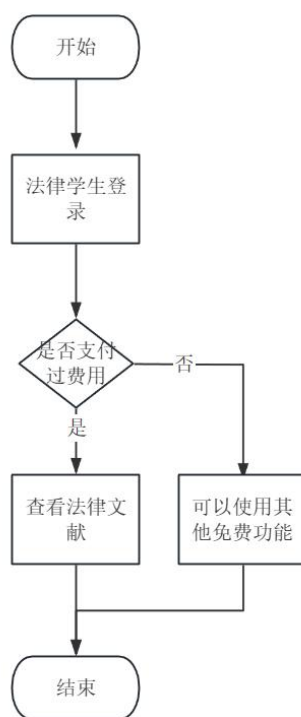 开始
法律学生登
录
是否支付
过费用
否
是
查看法律文
献
可以使用其
他免费功能
结束